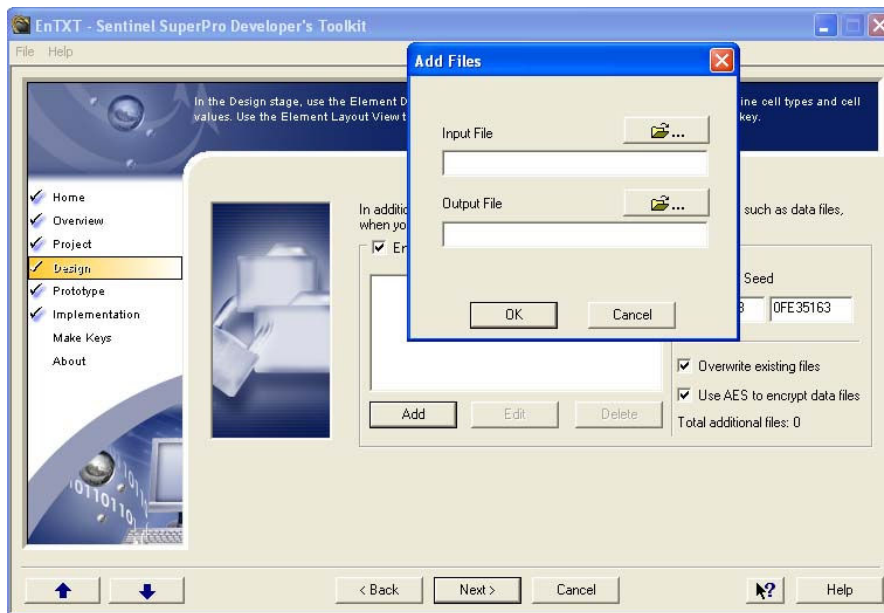 EnTXT - Sentinel SuperPro Developer's Toolkit
File Help
In the Design stage, use the Element D
ine cell types and cell
values. Use the Element Layout View t
key.
Add Files
Input File
...
Output File
...
OK
Cancel
Home
Overview
Project
Design
Prototype
Implementation
Make Keys
About
In additio
such as data files,
when yo
En
Seed
0FE35163
Overwrite existing files
Use AES to encrypt data files
Total additional files: 0
Add
Edit
Delete
< Back
Next >
Cancel
Help